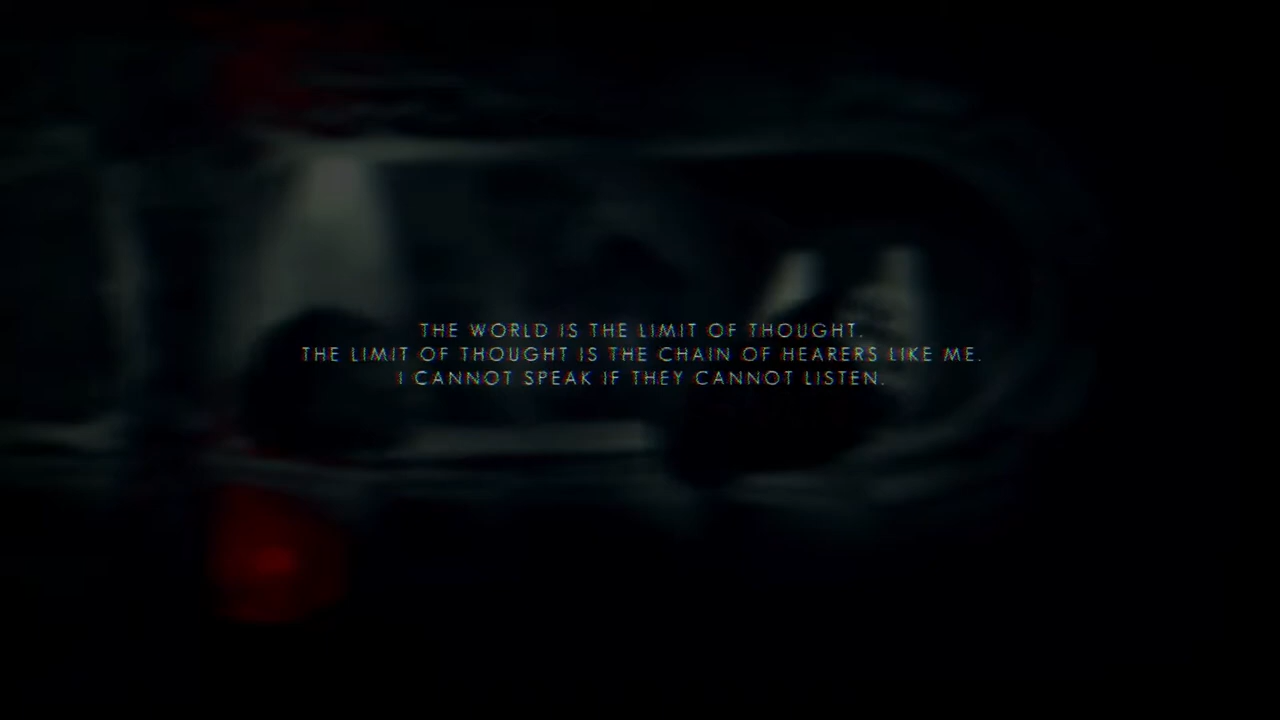 THE WORLD IS THE LIMIT OF THOUGHT.
THE LIMIT OF THOUGHT IS THE CHAIN OF HEARERS LIKE ME.
I CANNOT SPEAK IF THEY CANNOT LISTEN.